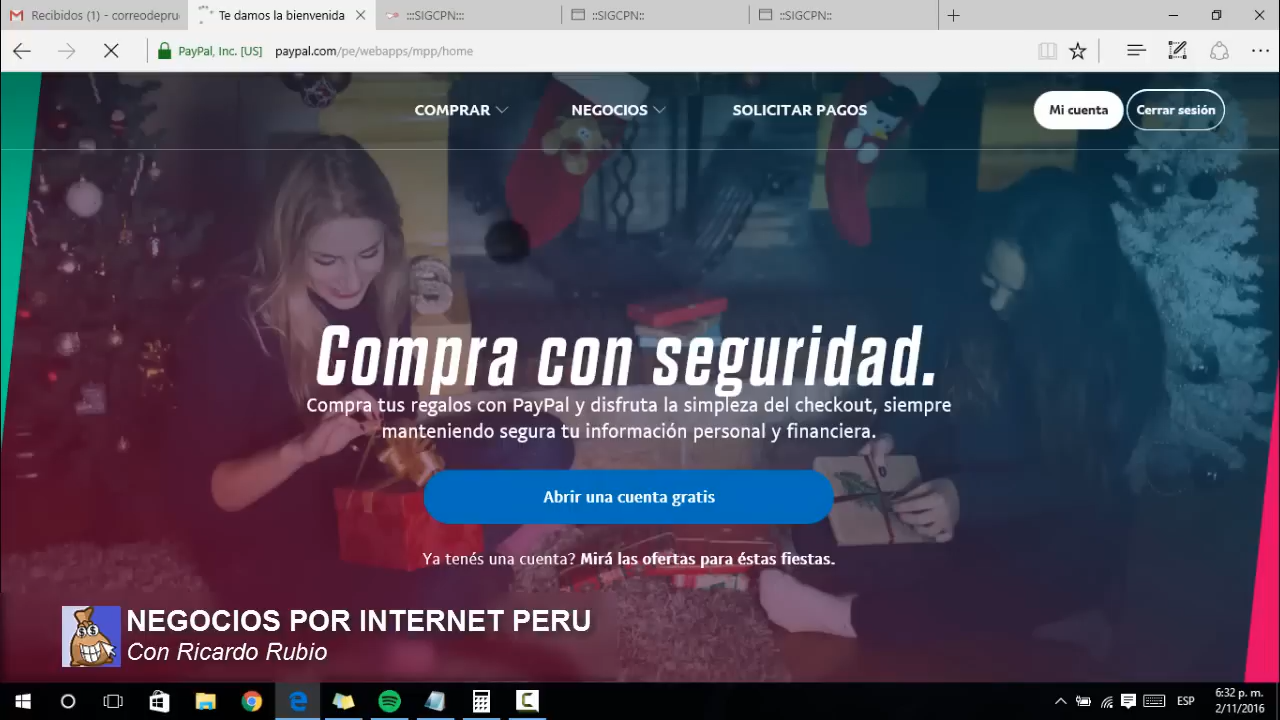 Recibidos (1) - correodeprue
Te damos la bienvenida
:::SIGCPN:::
::SIGCPN::
::SIGCPN::
PayPal, Inc. [US]
paypal.com/pe/webapps/mpp/home
COMPRAR
NEGOCIOS
SOLICITAR PAGOS
Mi cuenta
Cerrar sesión
Compra con seguridad.
Compra tus regalos con PayPal y disfruta la simpleza del checkout, siempre
manteniendo segura tu información personal y financiera.
Abrir una cuenta gratis
Ya tenés una cuenta? Mirá las ofertas para éstas fiestas.
NEGOCIOS POR INTERNET PERU
Con Ricardo Rubio
ESP
6:32 p. m.
2/11/2016